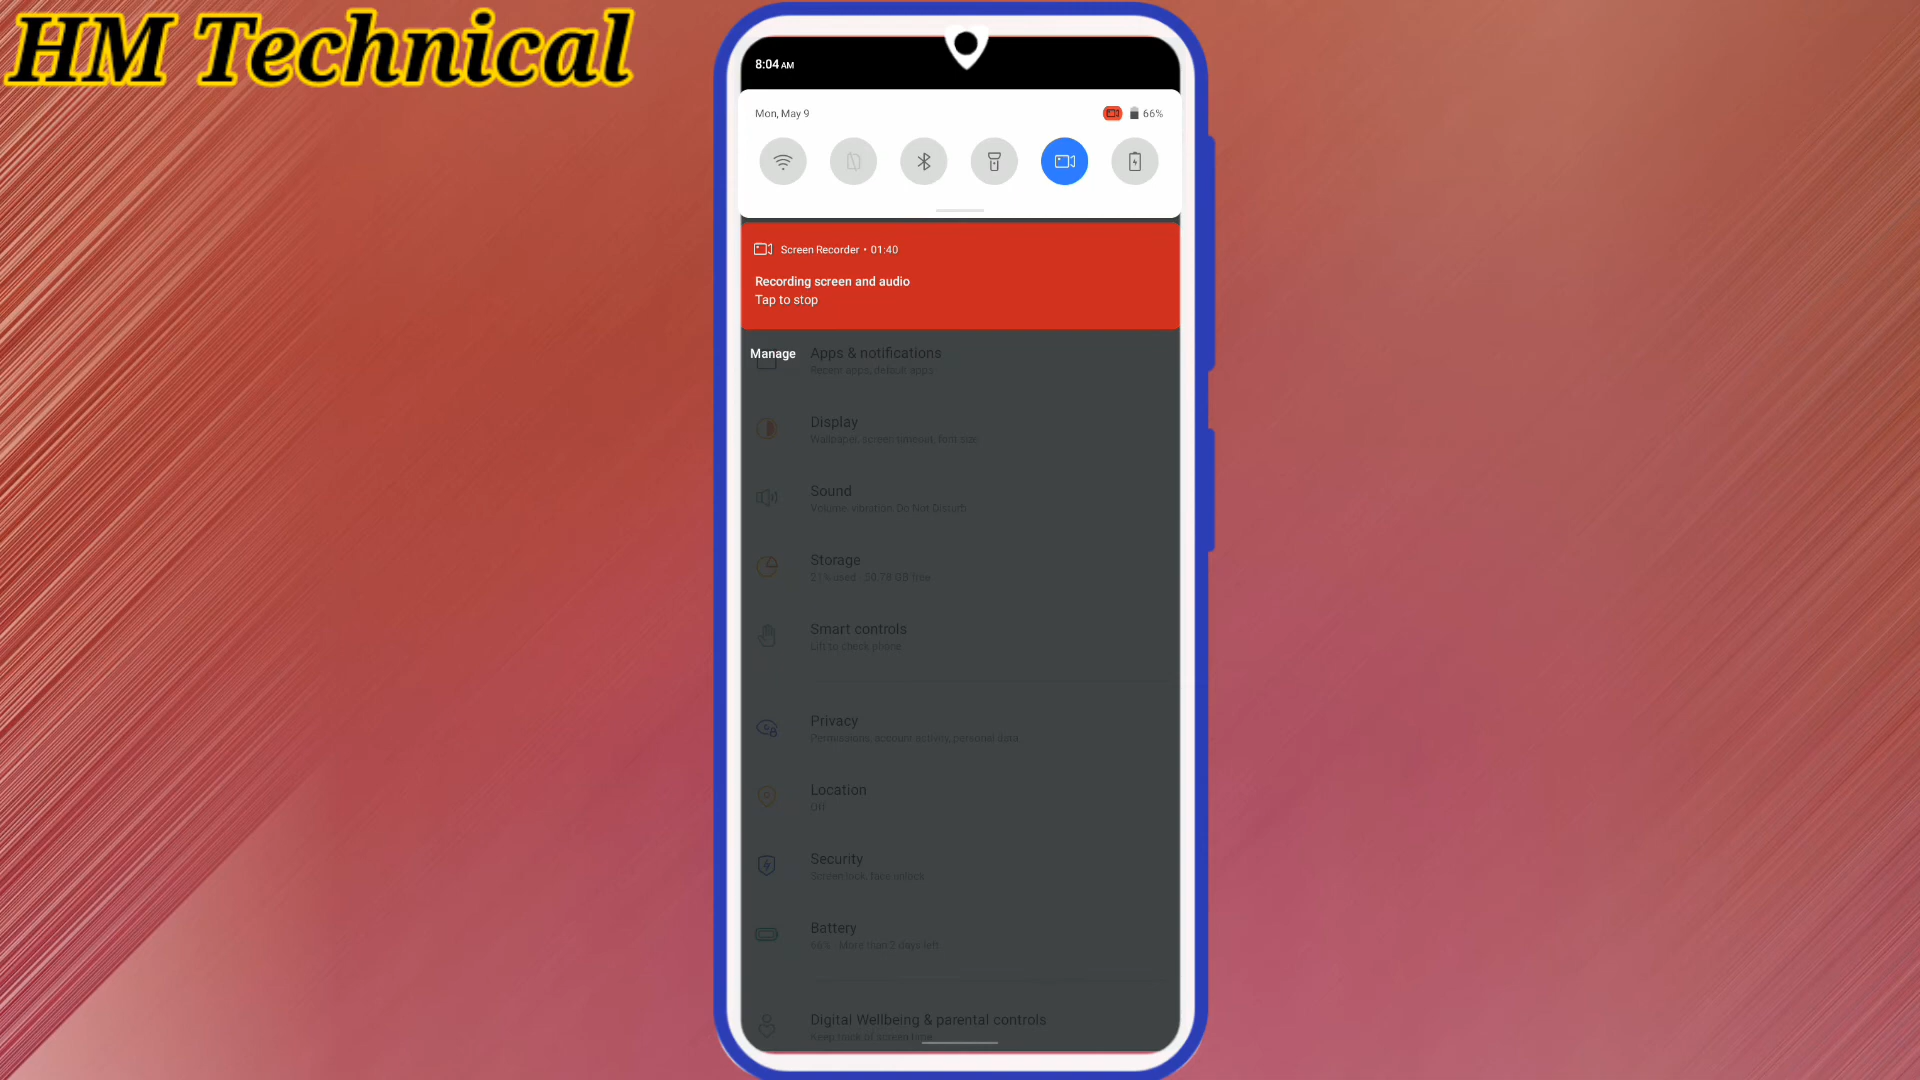 HM Technical
8:04 AM
Mon, May 9
66%
Screen Recorder • 01:40
Recording screen and audio
Tap to stop
Manage
Apps & notifications
Recent apps, default apps
Display
Wallpaper, screen timeout, font size
Sound
Volume, vibration, Do Not Disturb
Storage
21% used - 50.78 GB free
Smart controls
Lift to check phone
Privacy
Permissions, account activity, personal data
Location
Off
Security
Screen lock, face unlock
Battery
66% - More than 2 days left
Digital Wellbeing & parental controls
Keep track of screen time